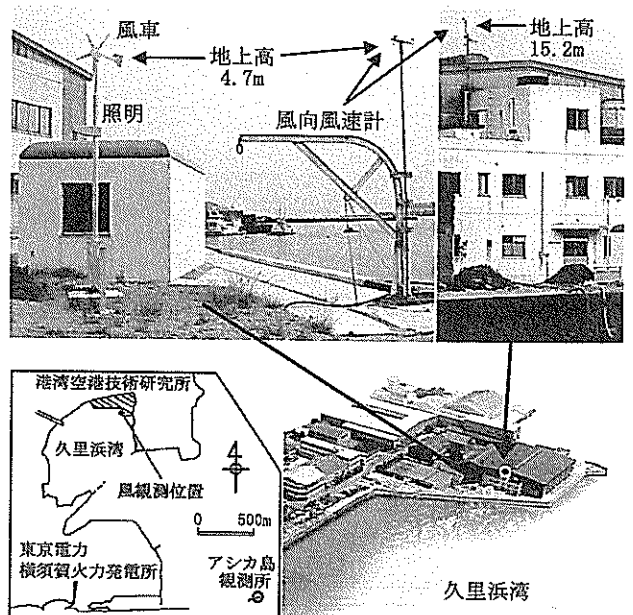 風車
地上高
4.7m
地上高
15.2m
照明
風向風速計
港湾空港技術研究所
久里浜湾
風観測位置
0 500m
東京電力
横須賀火力発電所
アシカ島
観測所
久里浜湾